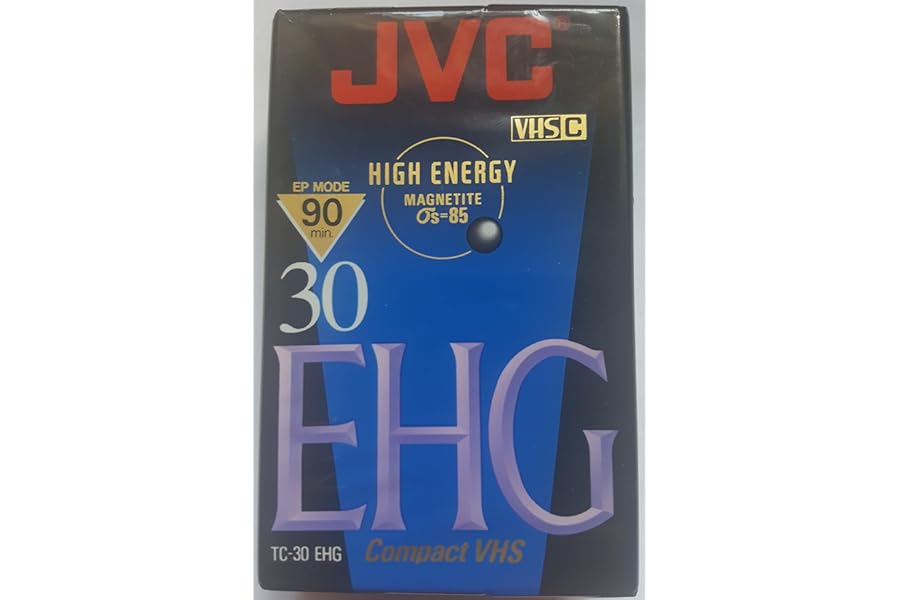 JVC®
VHS C
HIGH ENERGY
MAGNETITE
σs=85
EP MODE
90
min.
30
EHG
TC-30 EHG Compact VHS